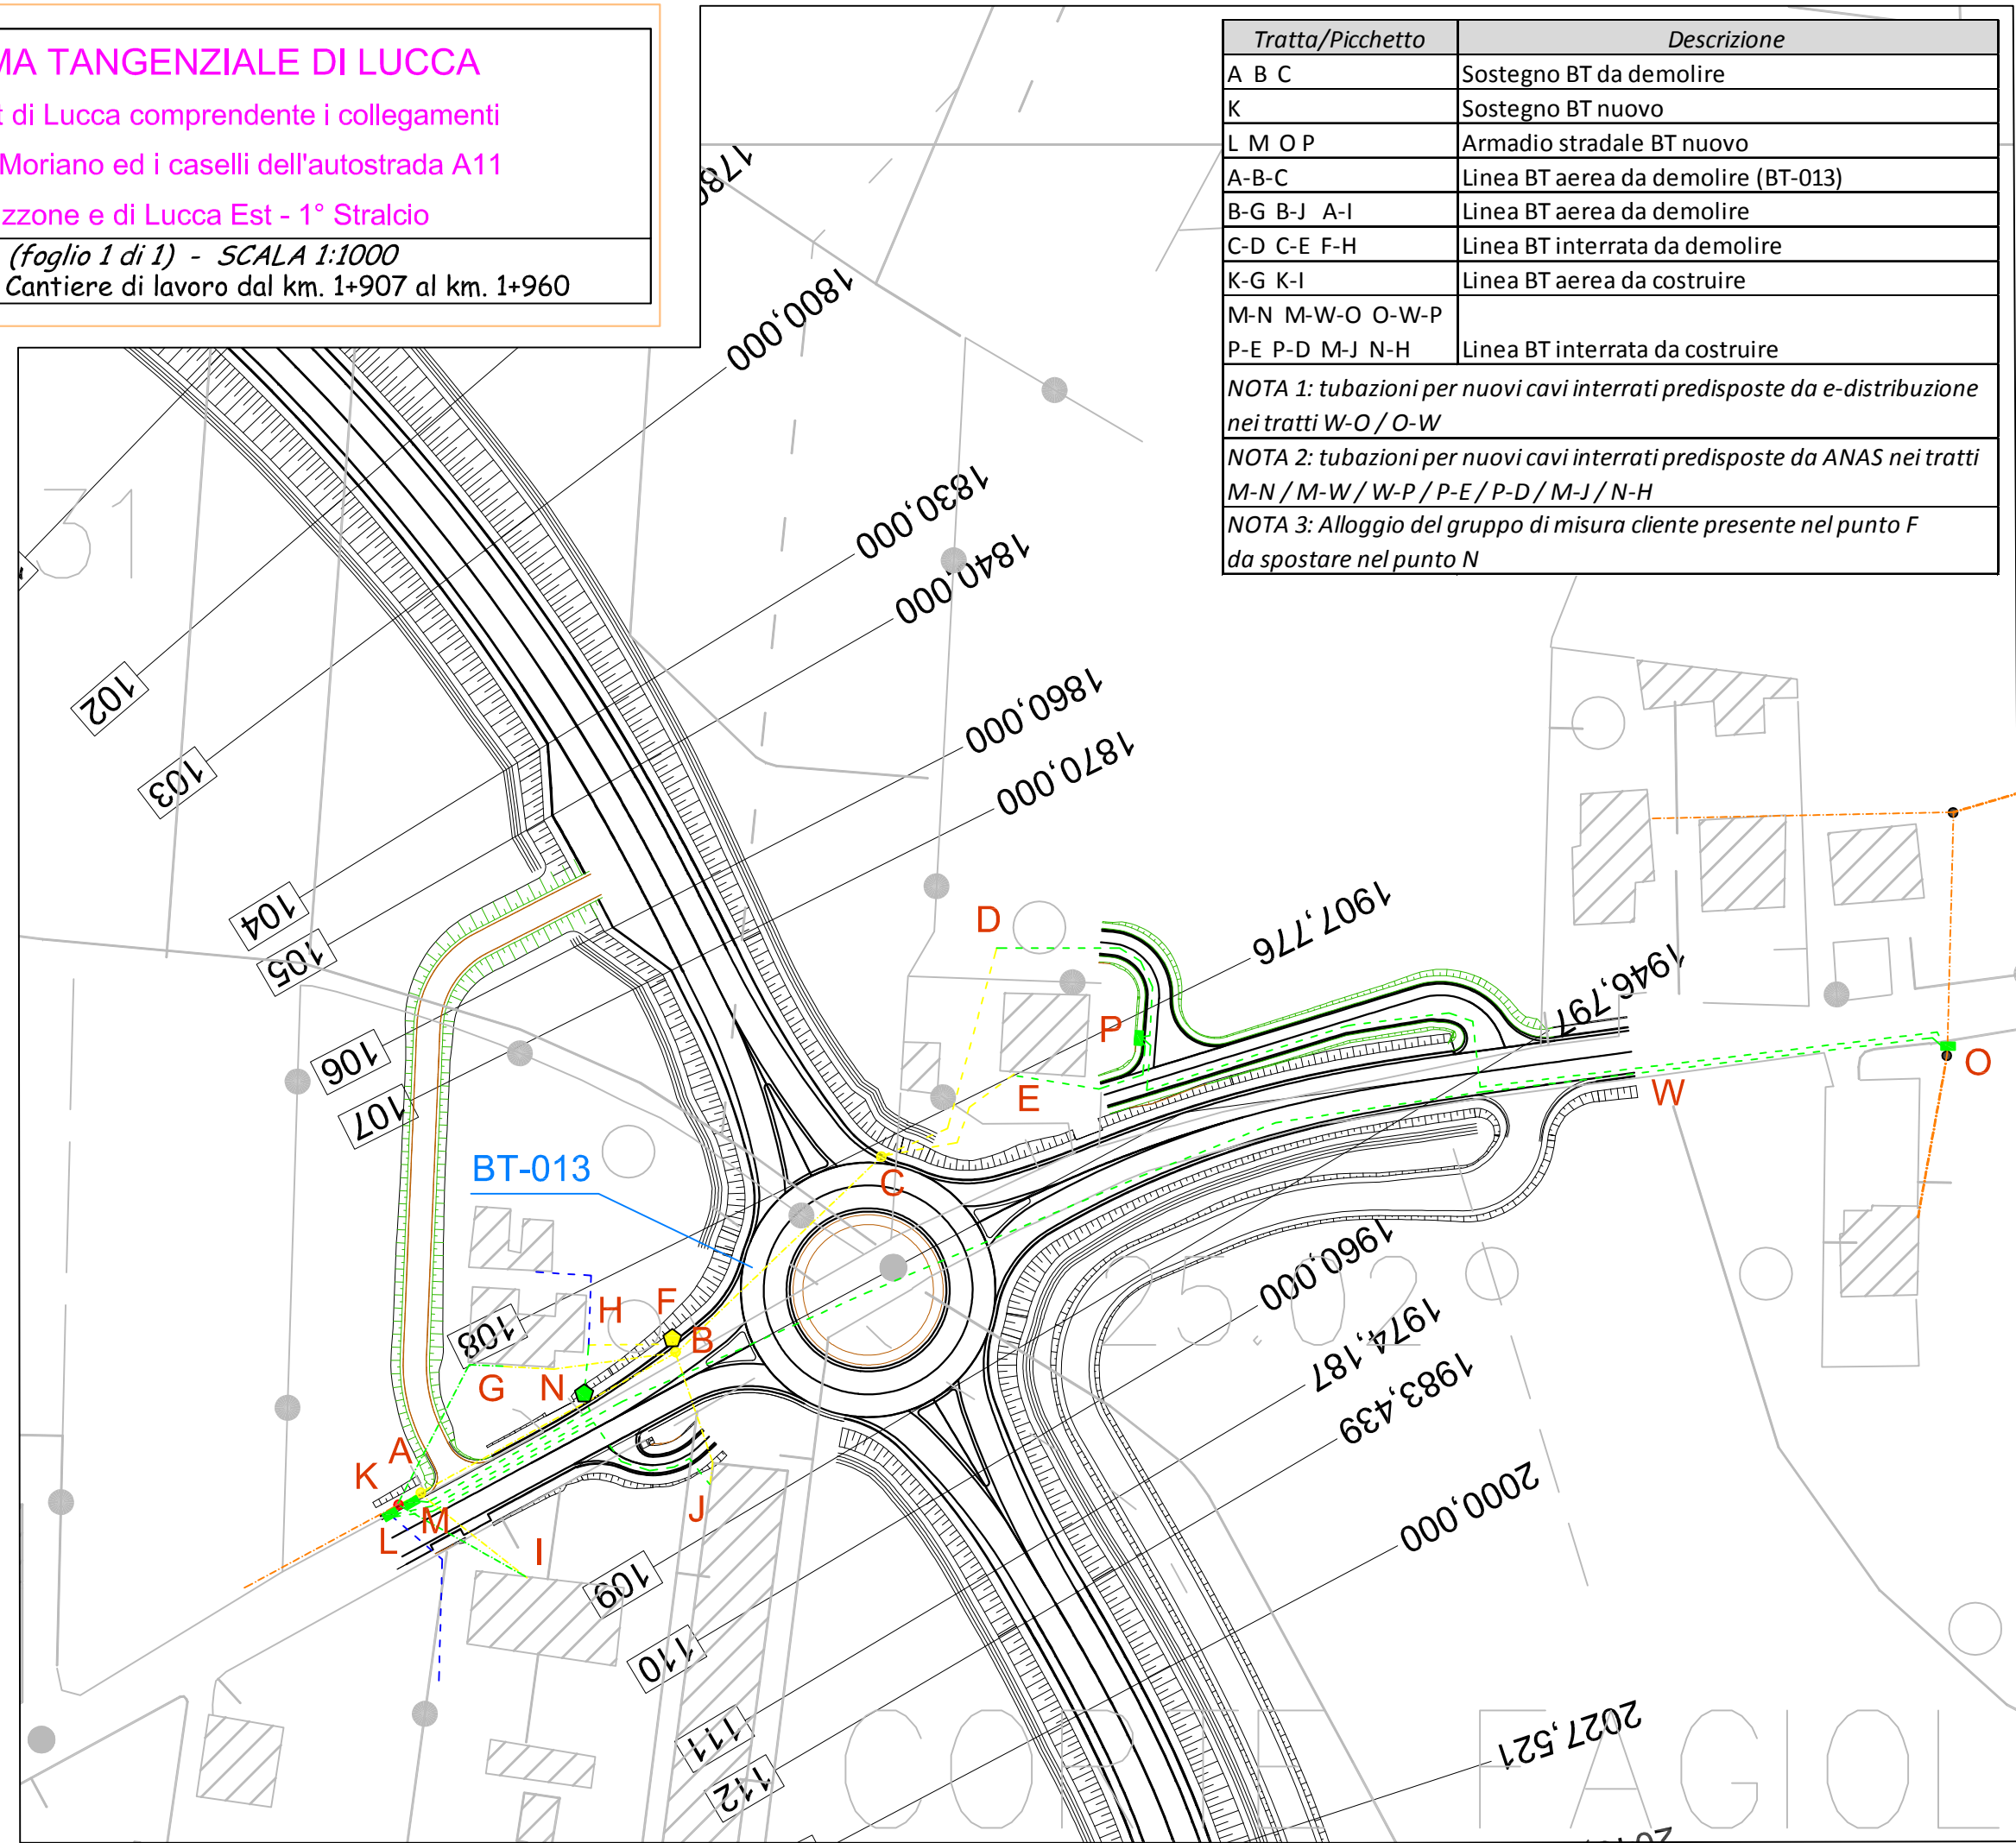 MA TANGENZIALE DI LUCCA
di Lucca comprendente i collegamenti
Moriano ed i caselli dell'autostrada A11
zzone e di Lucca Est - 1° Stralcio
(foglio 1 di 1) - SCALA 1:1000
Cantiere di lavoro dal km. 1+907 al km. 1+960
Tratta/Picchetto Descrizione
A B C Sostegno BT da demolire
K Sostegno BT nuovo
L M O P Armadio stradale BT nuovo
A-B-C Linea BT aerea da demolire (BT-013)
B-G B-J A-I Linea BT aerea da demolire
C-D C-E F-H Linea BT interrata da demolire
K-G K-I Linea BT aerea da costruire
M-N M-W-O O-W-P
P-E P-D M-J N-H Linea BT interrata da costruire
NOTA 1: tubazioni per nuovi cavi interrati predisposte da e-distribuzione
nei tratti W-O / O-W
NOTA 2: tubazioni per nuovi cavi interrati predisposte da ANAS nei tratti
M-N / M-W / W-P / P-E / P-D / M-J / N-H
NOTA 3: Alloggio del gruppo di misura cliente presente nel punto F
da spostare nel punto N
1800,000
1830,000
1840,000
1860,000
1870,000
1907,776
1946,797
1960,000
1974,187
1983,439
2000,000
2027,521
31
102
103
104
105
106
107
108
109
110
111
112
BT-013
D
P
E
C
O
W
H
F
B
G
N
A
K
L
M
I
J
25.02
CORTE FAGIOL